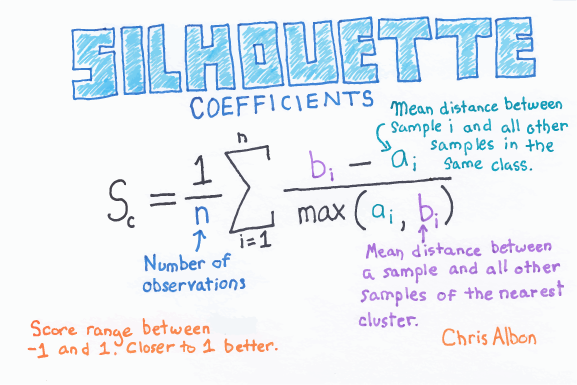 SILHOUETTE
COEFFICIENTS
Mean distance between
Sample i and all other
samples in the
same class.
S_c = 1/n \sum_{i=1}^{n} (b_i - a_i) / max(a_i, b_i)
Number of
observations
Mean distance between
a sample and all other
samples of the nearest
cluster.
Score range between
-1 and 1. Closer to 1 better.
Chris Albon